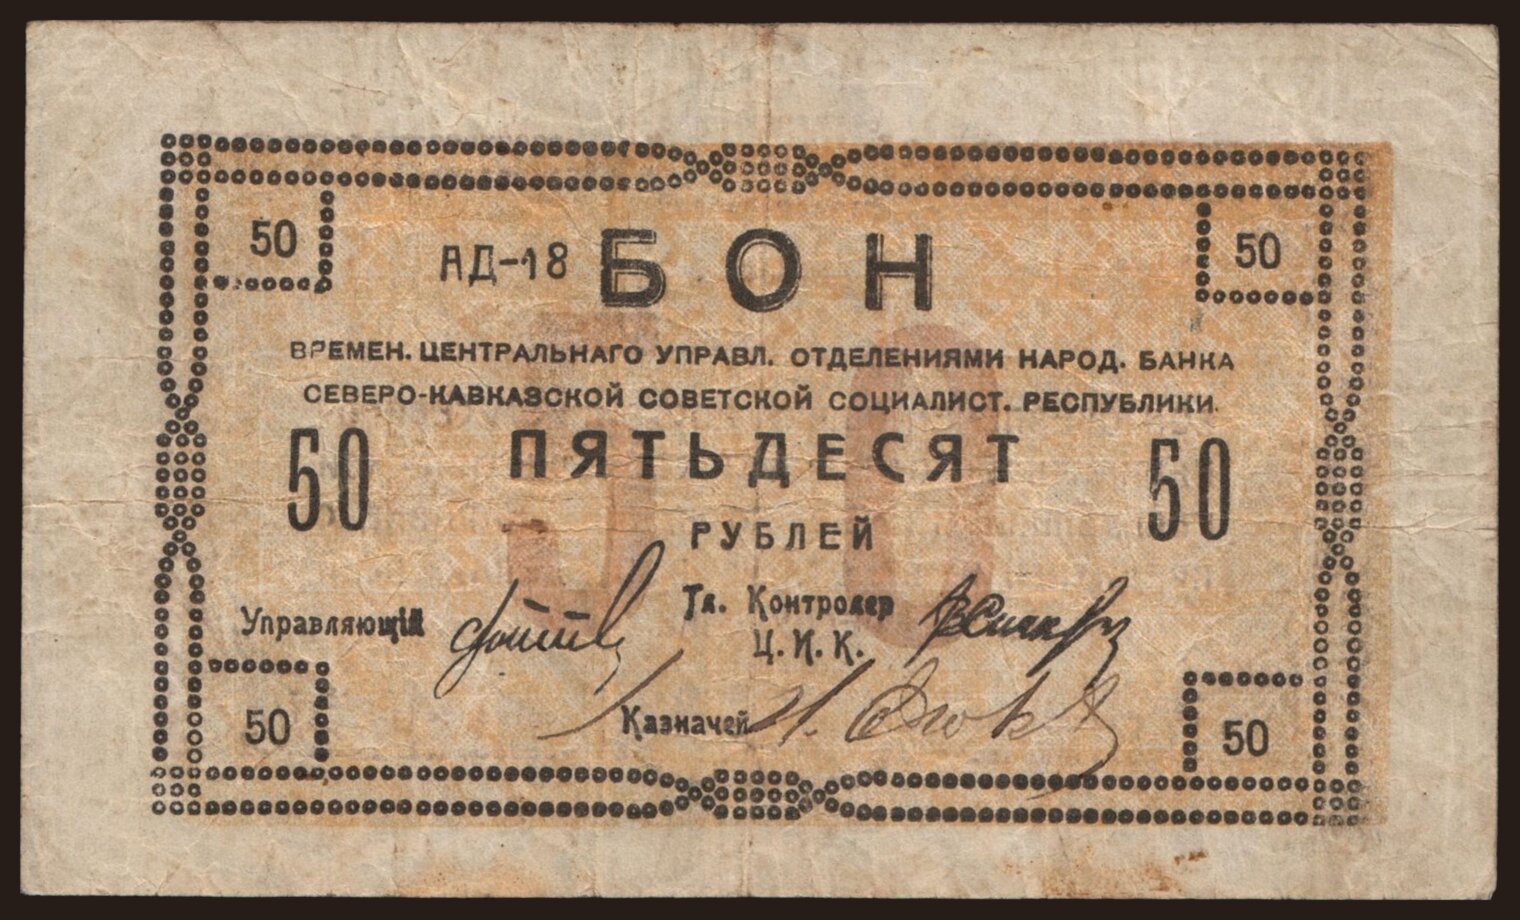 50 АД-18 БОН 50
ВРЕМЕН. ЦЕНТРАЛЬНАГО УПРАВЛ. ОТДЕЛЕНИЯМИ НАРОД. БАНКА
СЕВЕРО-КАВКАЗСКОЙ СОВЕТСКОЙ СОЦИАЛИСТ. РЕСПУБЛИКИ.
50 ПЯТЬДЕСЯТ 50
РУБЛЕЙ
50
Управляющій Гл. Контролер
Ц. И. К.
Казначей
50 50